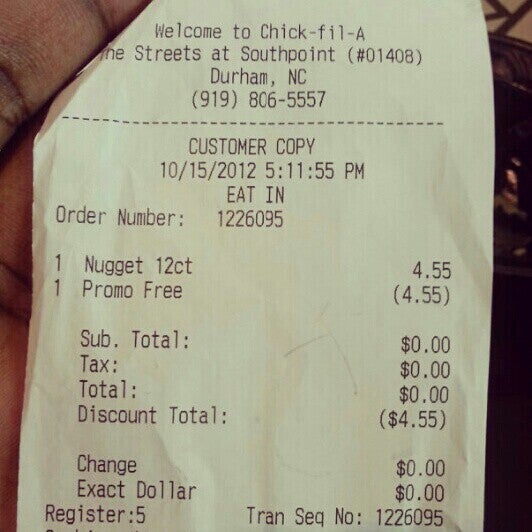 Welcome to Chick-fil-A
he Streets at Southpoint (#01408)
Durham, NC
(919) 806-5557
CUSTOMER COPY
10/15/2012 5:11:55 PM
EAT IN
Order Number: 1226095
1 Nugget 12ct 4.55
1 Promo Free (4.55)
Sub. Total: $0.00
Tax: $0.00
Total: $0.00
Discount Total: ($4.55)
Change $0.00
Exact Dollar $0.00
Register:5 Tran Seq No: 1226095